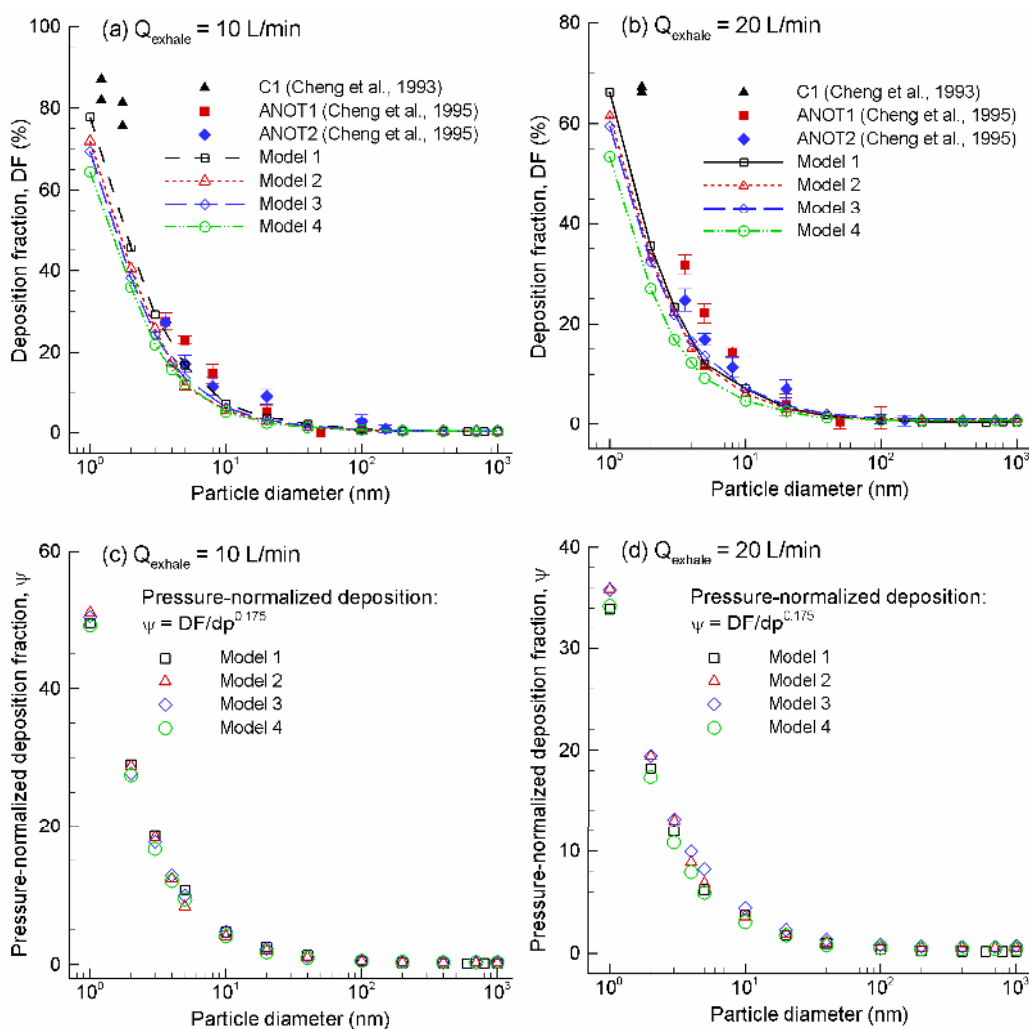 (a) Q_exhale = 10 L/min
Deposition fraction, DF (%)
100
80
60
40
20
0
C1 (Cheng et al., 1993)
ANOT1 (Cheng et al., 1995)
ANOT2 (Cheng et al., 1995)
Model 1
Model 2
Model 3
Model 4
10^0
10^1
10^2
10^3
Particle diameter (nm)
(b) Q_exhale = 20 L/min
Deposition fraction, DF (%)
80
60
40
20
0
C1 (Cheng et al., 1993)
ANOT1 (Cheng et al., 1995)
ANOT2 (Cheng et al., 1995)
Model 1
Model 2
Model 3
Model 4
10^0
10^1
10^2
10^3
Particle diameter (nm)
(c) Q_exhale = 10 L/min
Pressure-normalized deposition fraction, ψ
60
40
20
0
Pressure-normalized deposition:
ψ = DF/dp^0.175
Model 1
Model 2
Model 3
Model 4
10^0
10^1
10^2
10^3
Particle diameter (nm)
(d) Q_exhale = 20 L/min
Pressure-normalized deposition fraction, ψ
40
30
20
10
0
Pressure-normalized deposition:
ψ = DF/dp^0.175
Model 1
Model 2
Model 3
Model 4
10^0
10^1
10^2
10^3
Particle diameter (nm)